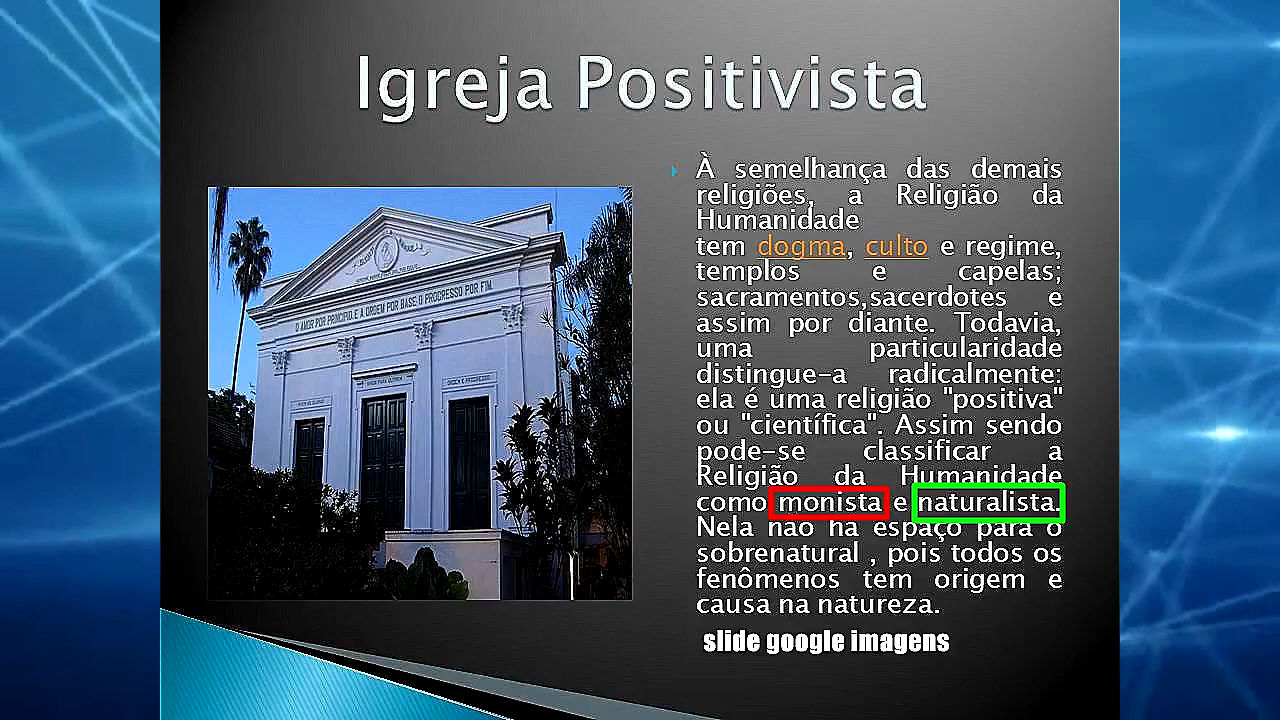 Igreja Positivista
O AMOR POR PRINCIPIO, E A ORDEM POR BASE; O PROGRESSO POR FIM.
À semelhança das demais
religiões, a Religião da
Humanidade
tem dogma, culto e regime,
templos e capelas;
sacramentos,sacerdotes e
assim por diante. Todavia,
uma particularidade
distingue-a radicalmente:
ela é uma religião "positiva"
ou "científica". Assim sendo
pode-se classificar a
Religião da Humanidade
como monista e naturalista.
Nela não há espaço para o
sobrenatural , pois todos os
fenômenos tem origem e
causa na natureza.
slide google imagens